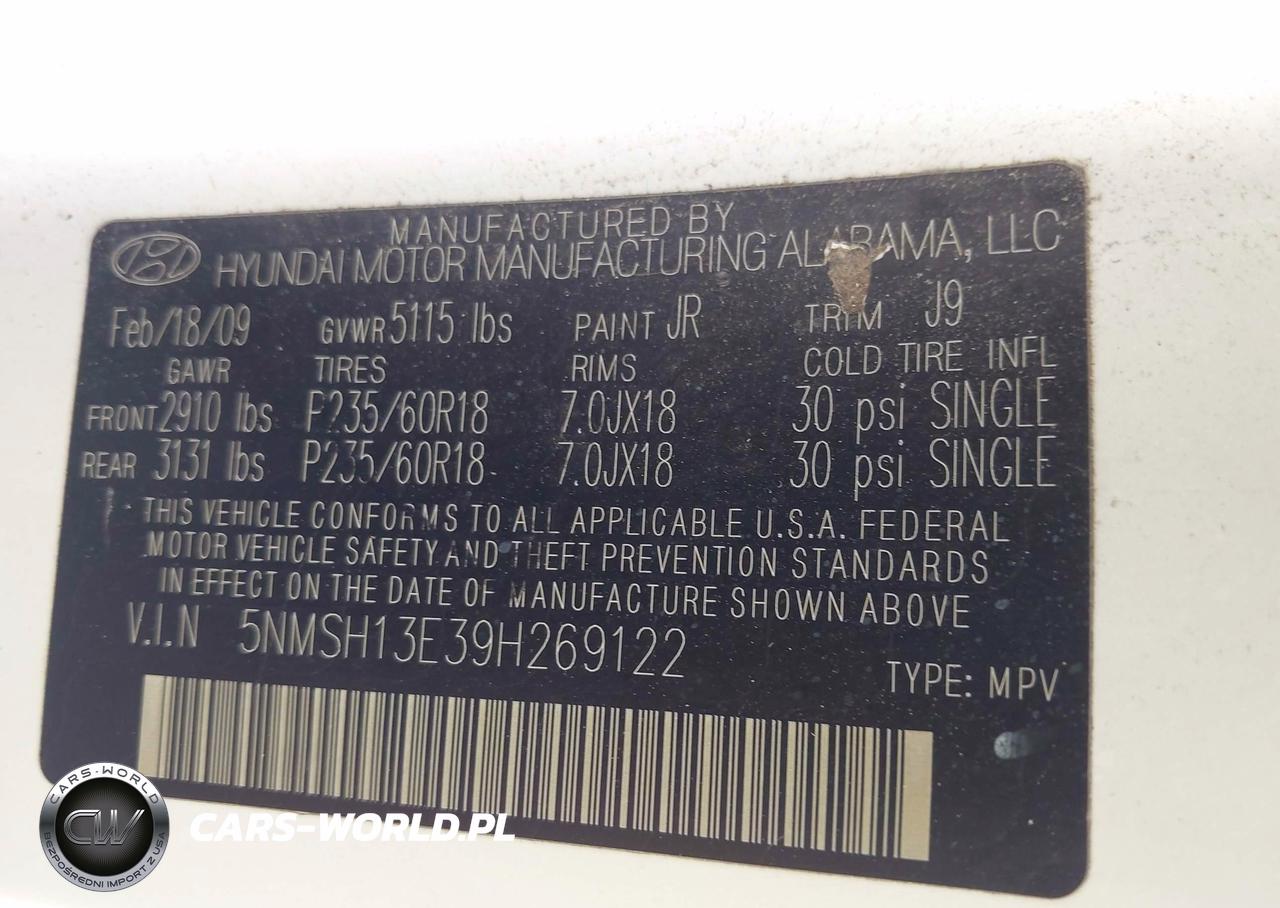 MANUFACTURED BY
HYUNDAI MOTOR MANUFACTURING ALABAMA, LLC
Feb/18/09 GVWR 5115 lbs PAINT JR TRIM J9
GAWR TIRES RIMS COLD TIRE INFL
FRONT 2910 lbs P235/60R18 7.0JX18 30 psi SINGLE
REAR 3131 lbs P235/60R18 7.0JX18 30 psi SINGLE
THIS VEHICLE CONFORMS TO ALL APPLICABLE U.S.A. FEDERAL
MOTOR VEHICLE SAFETY AND THEFT PREVENTION STANDARDS
IN EFFECT ON THE DATE OF MANUFACTURE SHOWN ABOVE
V.I.N 5NMSH13E39H269122
TYPE: MPV
CARS-WORLD
CW
BEZPOŚREDNI IMPORT Z USA
CARS-WORLD.PL